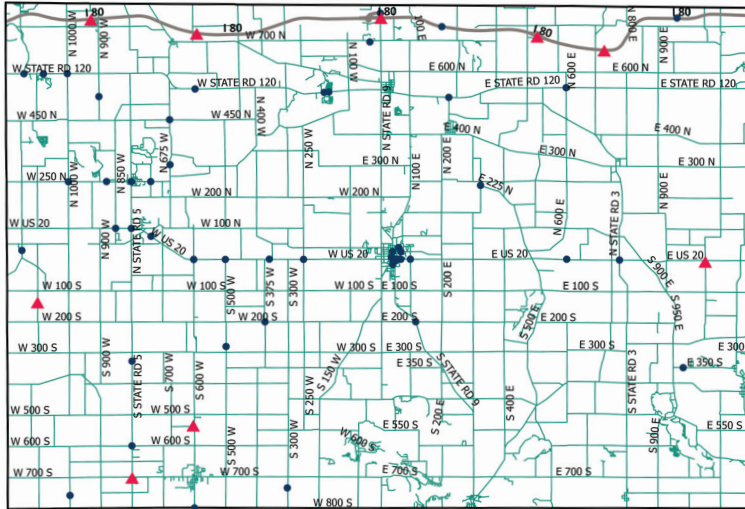 I 80
I 80
I 80
I 80
I 80
W 700 N
100 E
N 1000 W
N 900 W
N 100 W
N 800 E
N 900 E
E 600 N
E 600 N
N 600 E
W STATE RD 120
W STATE RD 120
E STATE RD 120
E STATE RD 120
N STATE RD 9
N 400 W
W 450 N
W 450 N
E 400 N
E 400 N
N 675 W
N 850 W
N 250 W
N 200 E
E 300 N
E 300 N
E 300 N
W 250 N
N 1000 W
N 100 E
E 225 N
W 200 N
W 200 N
N 900 E
N STATE RD 5
N 900 W
W 100 N
N 600 E
N STATE RD 3
W US 20
W US 20
W US 20
E US 20
E US 20
S 900 E
W 100 S
W 100 S
W 100 S
E 100 S
E 100 S
S 500 W
S 375 W
S 300 W
S 200 E
S 950 E
W 200 S
W 200 S
E 200 S
S 500 E
W 300 S
W 300 S
E 300 S
E 300 S
E 300 S
E 350 S
E 350 S
S 900 W
S STATE RD 5
S 700 W
S 600 W
S 150 W
S STATE RD 9
S STATE RD 3
S 250 W
S 200 E
S 400 E
W 500 S
W 500 S
E 550 S
E 550 S
S 900 E
W 600 S
W 600 S
W 600 S
S 500 W
S 300 W
W 700 S
W 700 S
E 700 S
E 700 S
W 800 S